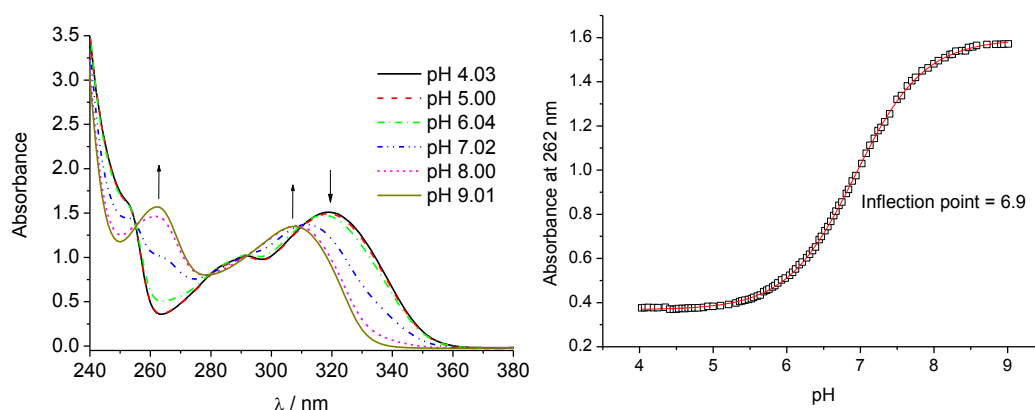 3.5
3.0
2.5
2.0
1.5
1.0
0.5
0.0
Absorbance
240 260 280 300 320 340 360 380
λ / nm
pH 4.03
pH 5.00
pH 6.04
pH 7.02
pH 8.00
pH 9.01
1.6
1.4
1.2
1.0
0.8
0.6
0.4
0.2
Absorbance at 262 nm
Inflection point = 6.9
4 5 6 7 8 9
pH